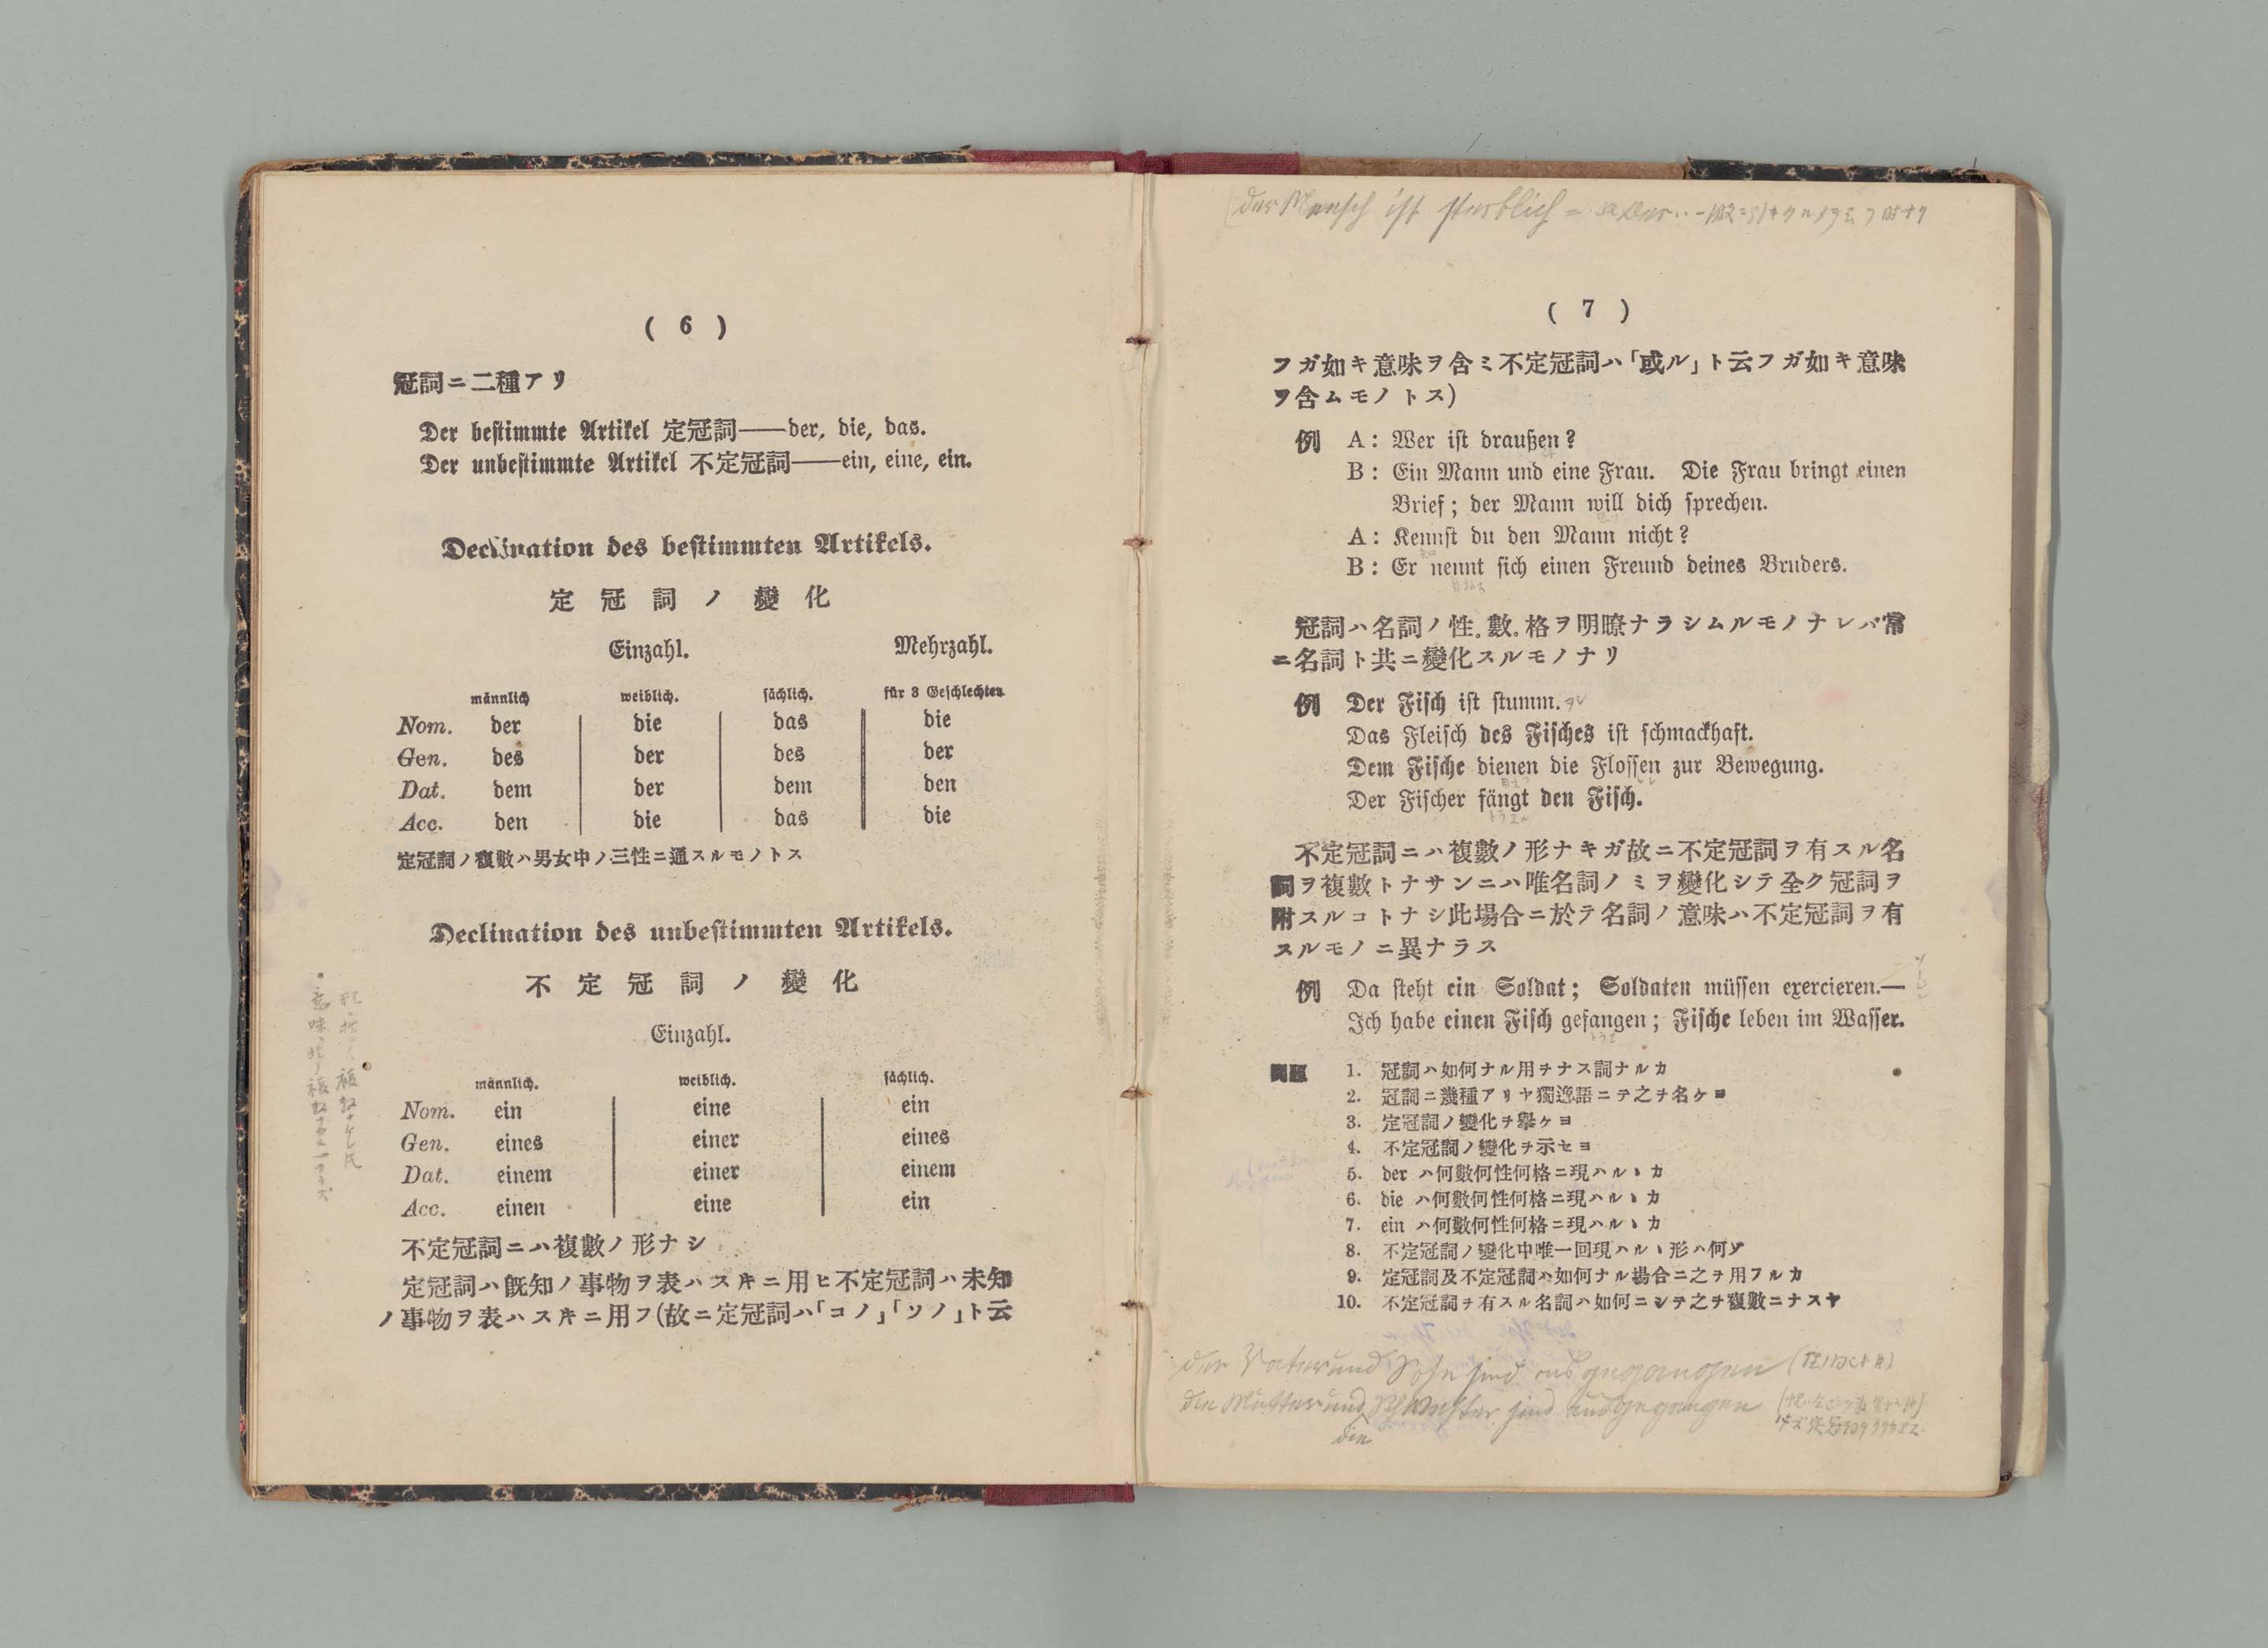 ( 6 )
冠詞ニ二種アリ
Der beſtimmte Artikel 定冠詞——der, die, das.
Der unbeſtimmte Artikel 不定冠詞——ein, eine, ein.
Declination des beſtimmten Artikels.
定冠詞ノ變化
Einzahl. Mehrzahl.
männlich weiblich. ſächlich. für 3 Geſchlechter
Nom. der die das die
Gen. des der des der
Dat. dem der dem den
Acc. den die das die
定冠詞ノ複數ハ男女中ノ三性ニ通スルモノトス
Declination des unbeſtimmten Artikels.
不定冠詞ノ變化
Einzahl.
männlich. weiblich. ſächlich.
Nom. ein eine ein
Gen. eines einer eines
Dat. einem einer einem
Acc. einen eine ein
不定冠詞ニハ複數ノ形ナシ
定冠詞ハ旣知ノ事物ヲ表ハス𪜈ニ用ヒ不定冠詞ハ未知
ノ事物ヲ表ハス𪜈ニ用フ(故ニ定冠詞ハ「コノ」「ソノ」ト云
der Mensch ist sterblich =
( 7 )
フガ如キ意味ヲ含ミ不定冠詞ハ「或ル」ト云フガ如キ意味
ヲ含ムモノトス)
例 A: Wer iſt draußen?
B: Ein Mann und eine Frau. Die Frau bringt einen
Brief; der Mann will dich ſprechen.
A: Kennſt du den Mann nicht?
B: Er nennt ſich einen Freund deines Bruders.
冠詞ハ名詞ノ性.數.格ヲ明瞭ナラシムルモノナレバ常
ニ名詞ト共ニ變化スルモノナリ
例 Der Fiſch iſt ſtumm.
Das Fleiſch des Fiſches iſt ſchmackhaft.
Dem Fiſche dienen die Floſſen zur Bewegung.
Der Fiſcher fängt den Fiſch.
不定冠詞ニハ複數ノ形ナキガ故ニ不定冠詞ヲ有スル名
詞ヲ複數トナサンニハ唯名詞ノミヲ變化シテ全ク冠詞ヲ
附スルコトナシ此場合ニ於テ名詞ノ意味ハ不定冠詞ヲ有
スルモノニ異ナラス
例 Da ſteht ein Soldat; Soldaten müſſen exercieren.—
Ich habe einen Fiſch gefangen; Fiſche leben im Waſſer.
問題 1. 冠詞ハ如何ナル用チナス詞ナルカ
2. 冠詞ニ幾種アリヤ獨逸語ニテ之チ名ケヨ
3. 定冠詞ノ變化チ擧ケヨ
4. 不定冠詞ノ變化チ示セヨ
5. der ハ何數何性何格ニ現ハルヽカ
6. die ハ何數何性何格ニ現ハルヽカ
7. ein ハ何數何性何格ニ現ハルヽカ
8. 不定冠詞ノ變化中唯一回現ハルヽ形ハ何ゾ
9. 定冠詞及不定冠詞ハ如何ナル場合ニ之チ用フルカ
10. 不定冠詞チ有スル名詞ハ如何ニシテ之チ複數ニナスヤ
der Vater und Sohn sind ausgegangen
die Mutter und Schwester sind ausgegangen
die